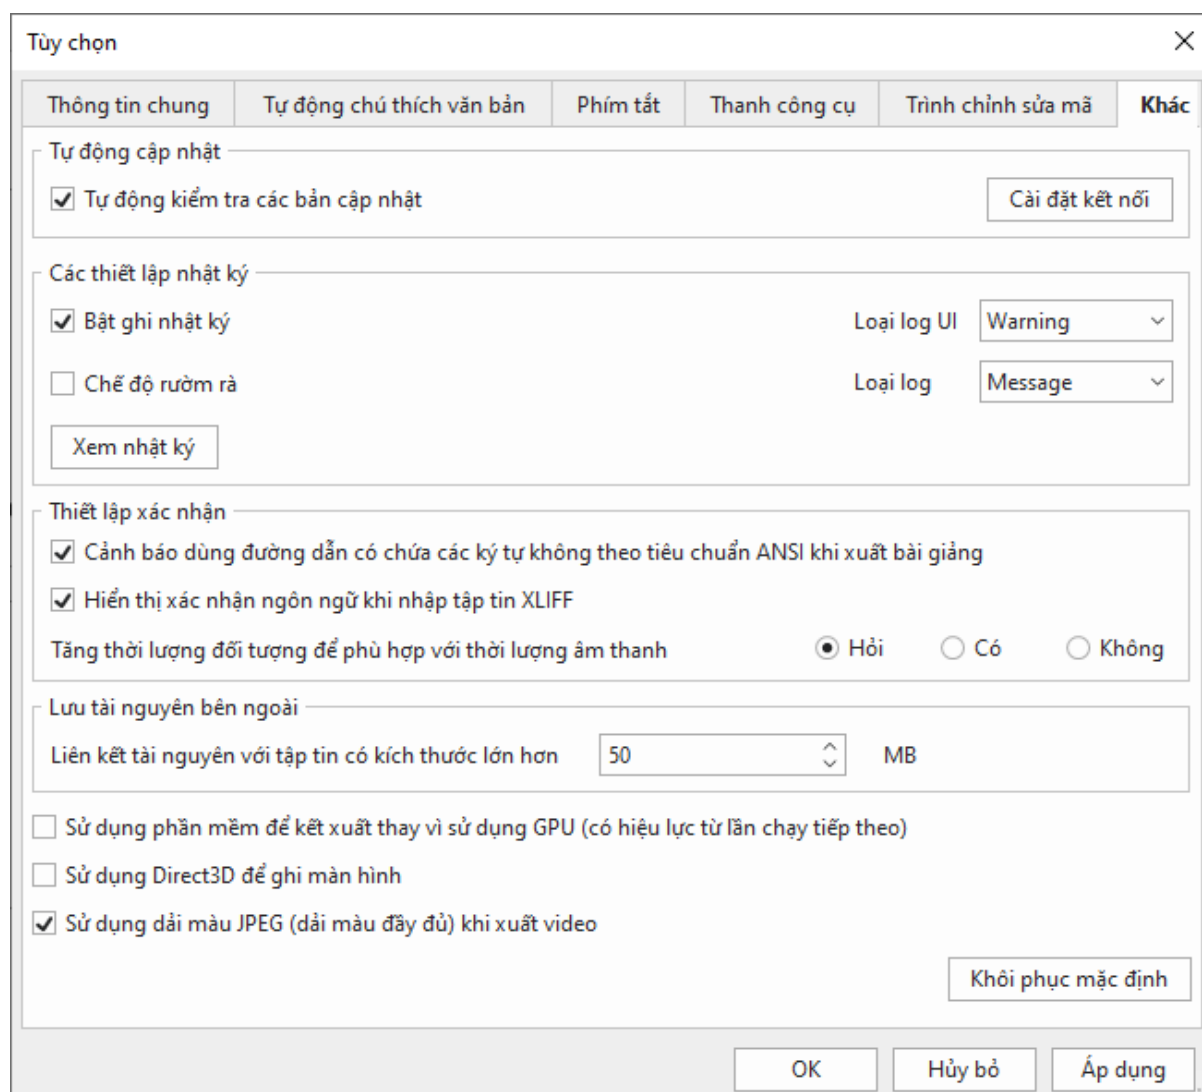 Tùy chọn
Thông tin chung Tự động chú thích văn bản Phím tắt Thanh công cụ Trình chỉnh sửa mã Khác
Tự động cập nhật
Tự động kiểm tra các bản cập nhật Cài đặt kết nối
Các thiết lập nhật ký
Bật ghi nhật ký Loại log UI Warning
Chế độ rườm rà Loại log Message
Xem nhật ký
Thiết lập xác nhận
Cảnh báo dùng đường dẫn có chứa các ký tự không theo tiêu chuẩn ANSI khi xuất bài giảng
Hiển thị xác nhận ngôn ngữ khi nhập tập tin XLIFF
Tăng thời lượng đối tượng để phù hợp với thời lượng âm thanh Hỏi Có Không
Lưu tài nguyên bên ngoài
Liên kết tài nguyên với tập tin có kích thước lớn hơn 50 MB
Sử dụng phần mềm để kết xuất thay vì sử dụng GPU (có hiệu lực từ lần chạy tiếp theo)
Sử dụng Direct3D để ghi màn hình
Sử dụng dải màu JPEG (dải màu đầy đủ) khi xuất video
Khôi phục mặc định
OK Hủy bỏ Áp dụng